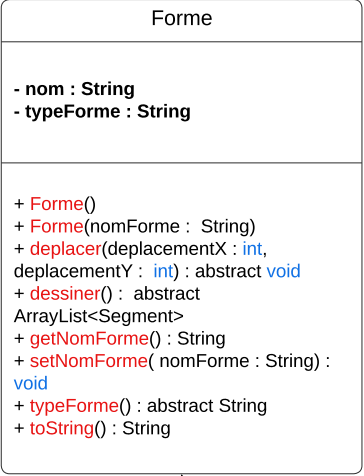 Forme
- nom : String
- typeForme : String
+ Forme()
+ Forme(nomForme : String)
+ deplacer(deplacementX : int,
deplacementY : int) : abstract void
+ dessiner() : abstract
ArrayList<Segment>
+ getNomForme() : String
+ setNomForme( nomForme : String) :
void
+ typeForme() : abstract String
+ toString() : String